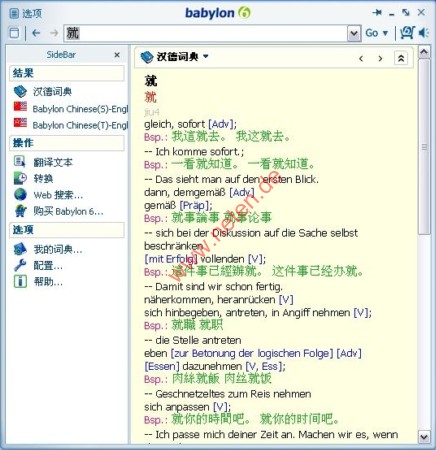 选项
babylon 6
就
Go
SideBar
结果
汉德词典
Babylon Chinese(S)-Engl
Babylon Chinese(T)-Engl
操作
翻译文本
转换
Web 搜索...
购买 Babylon 6...
选项
我的词典...
配置...
帮助...
汉德词典
就
就
jiu4
gleich, sofort [Adv];
Bsp.: 我這就去。 我这就去。
-- Ich komme sofort.;
Bsp.: 一看就知道。 一看就知道。
-- Das sieht man auf den ersten Blick.
dann, demgemäß [Adv]
gemäß [Präp];
Bsp.: 就事論事 就事论事
-- sich bei der Diskussion auf die Sache selbst
beschränken
[mit Erfolg] vollenden [V];
Bsp.: 這件事已經辦就。 这件事已经办就。
-- Damit sind wir schon fertig.
näherkommen, heranrücken [V]
sich hinbegeben, antreten, in Angiff nehmen [V];
Bsp.: 就職 就职
-- die Stelle antreten
eben [zur Betonung der logischen Folge] [Adv]
[Essen] dazunehmen [V, Ess];
Bsp.: 肉絲就飯 肉丝就饭
-- Geschnetzeltes zum Reis nehmen
sich anpassen [V];
Bsp.: 就你的時間吧。 就你的时间吧。
-- Ich passe mich deiner Zeit an. Machen wir es, wenn
www.neten.de